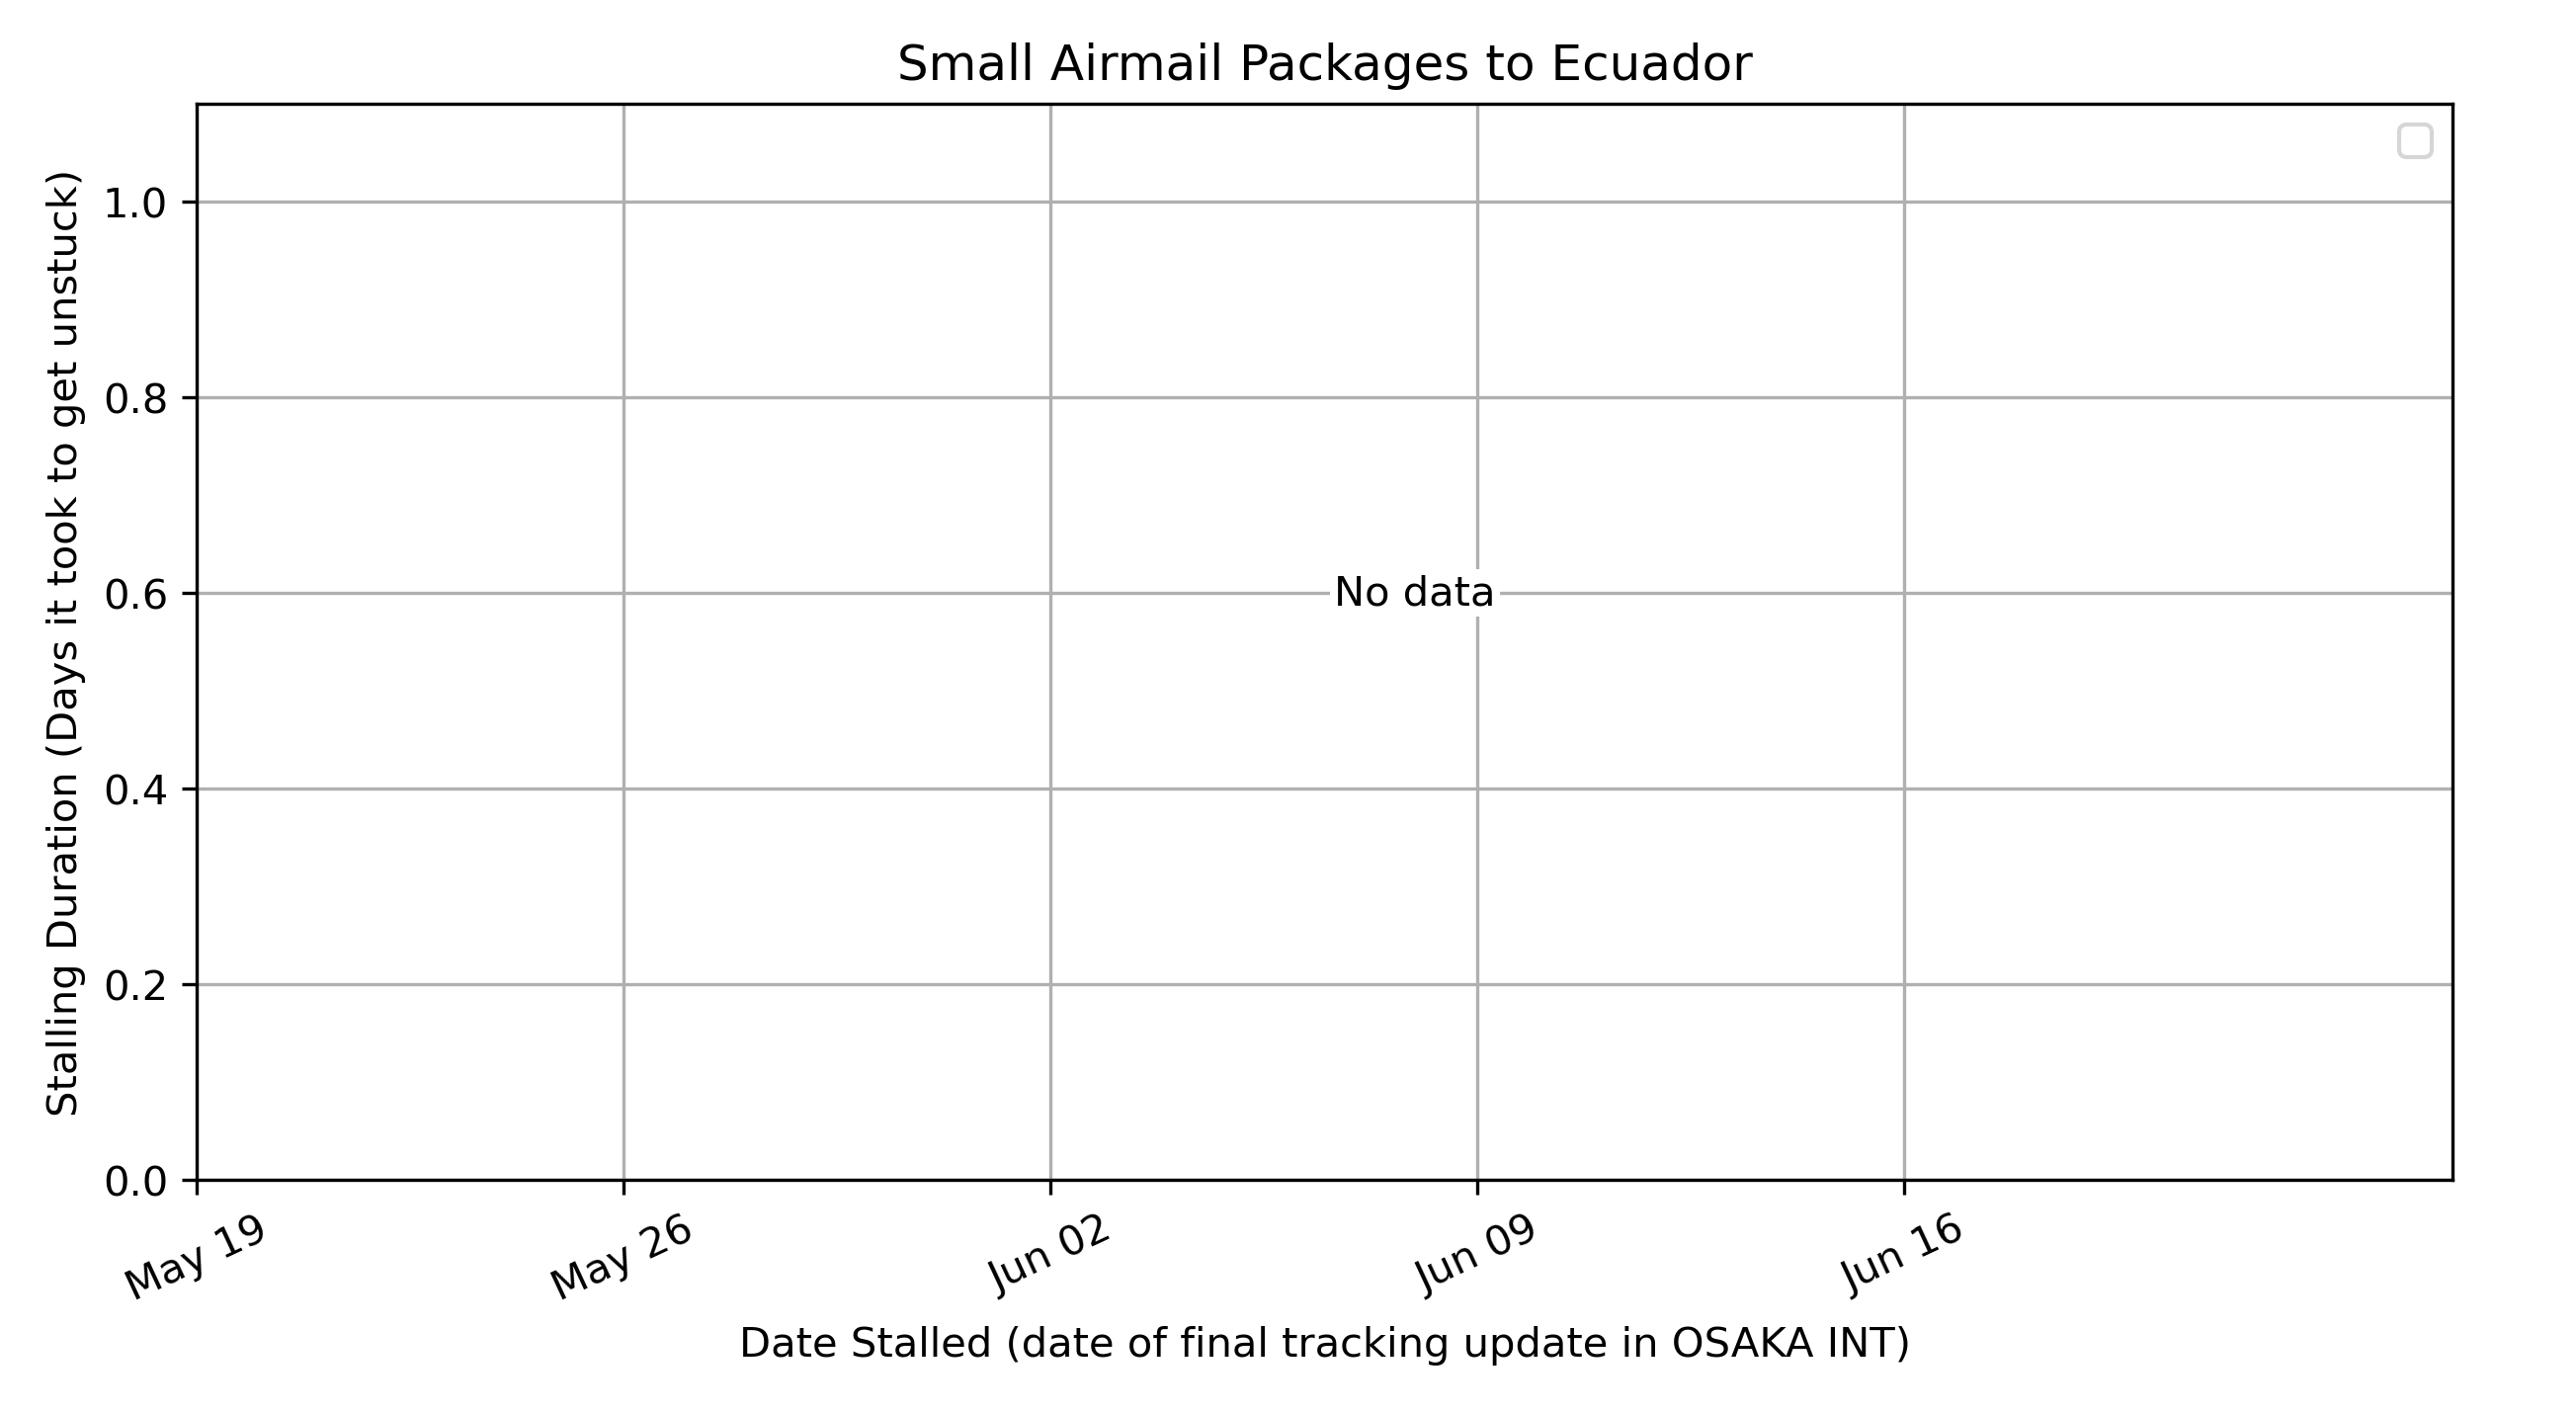 Small Airmail Packages to Ecuador
Stalling Duration (Days it took to get unstuck)
1.0
0.8
0.6
0.4
0.2
0.0
No data
May 19
May 26
Jun 02
Jun 09
Jun 16
Date Stalled (date of final tracking update in OSAKA INT)